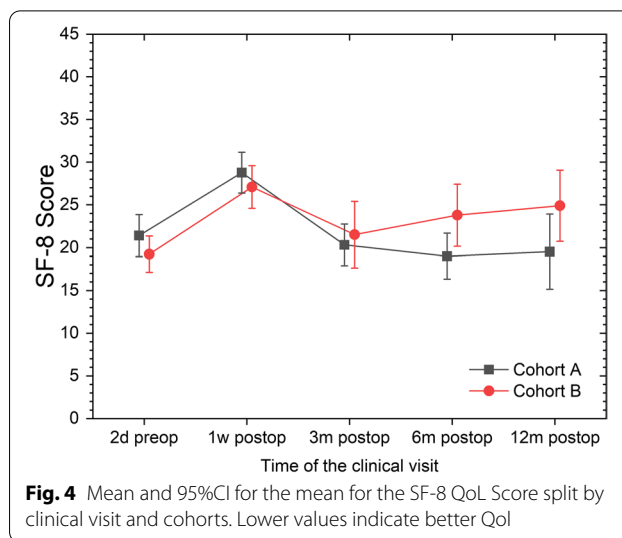 45
40
35
30
25
20
15
10
5
0
SF-8 Score
Cohort A
Cohort B
2d preop 1w postop 3m postop 6m postop 12m postop
Time of the clinical visit
Fig. 4 Mean and 95%CI for the mean for the SF-8 QoL Score split by
clinical visit and cohorts. Lower values indicate better Qol